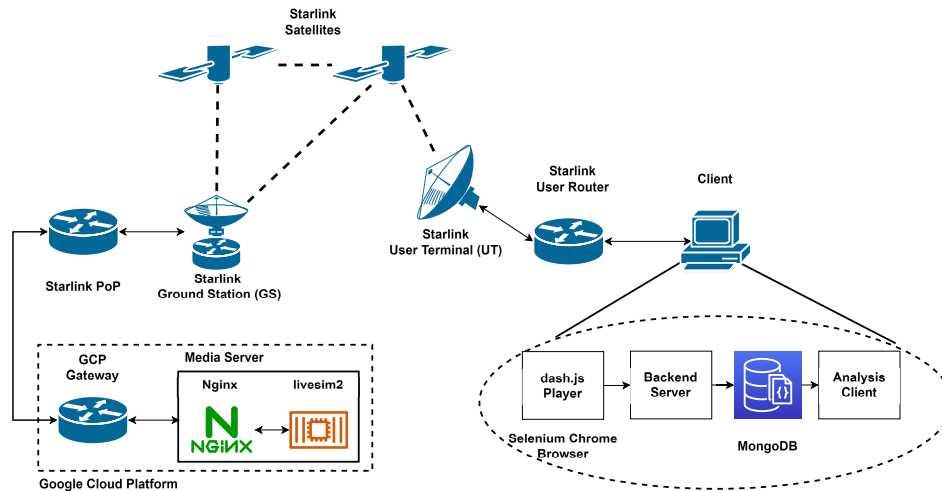 Starlink
Satellites
Starlink
User Router
Client
Starlink
User Terminal (UT)
Starlink PoP
Starlink
Ground Station (GS)
GCP
Gateway
Media Server
Nginx
livesim2
NGiNX
Google Cloud Platform
dash.js
Player
Backend
Server
Analysis
Client
Selenium Chrome
Browser
MongoDB